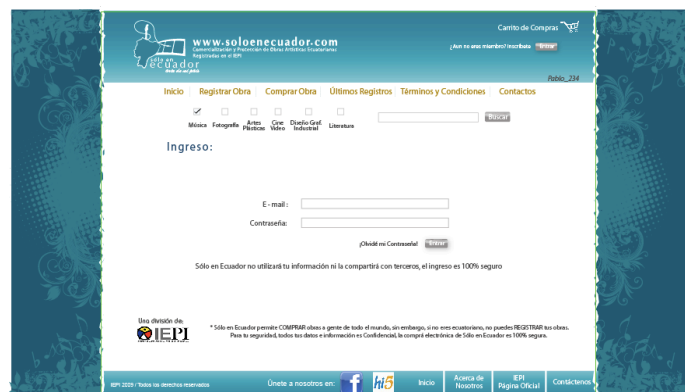 Carrito de Compras
www.soloenecuador.com
Comercialización y Protección de Obras Artísticas Ecuatorianas
Registradas en el IEPI
¿Aun no eres miembro? Inscríbete Entrar
sólo en
ecuador
Pablo_234
Inicio Registrar Obra Comprar Obra Últimos Registros Términos y Condiciones Contactos
Música Fotografía Artes Plásticas Cine Video Diseño Graf. Industrial Literatura Buscar
Ingreso:
E - mail :
Contraseña:
¡Olvidé mi Contraseña! Entrar
Sólo en Ecuador no utilizará tu información ni la compartirá con terceros, el ingreso es 100% seguro
Una división de:
IEPI
* Sólo en Ecuador permite COMPRAR obras a gente de todo el mundo, sin embargo, si no eres ecuatoriano, no puedes REGISTRAR tus obras.
Para tu seguridad, todos tus datos e información es Confidencial, la compra electrónica de Sólo en Ecuador es 100% segura.
IEPI 2019 / Todos los derechos reservados
Únete a nosotros en: f hi5 Inicio Acerca de Nosotros IEPI Página Oficial Contáctenos